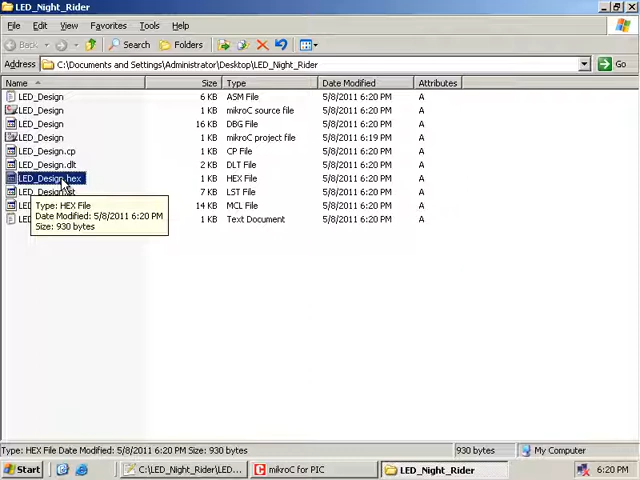 LED_Night_Rider
File Edit View Favorites Tools Help
Back Search Folders
Address C:\Documents and Settings\Administrator\Desktop\LED_Night_Rider Go
Name Size Type Date Modified Attributes
LED_Design 6 KB ASM File 5/8/2011 6:20 PM A
LED_Design 1 KB mikroC source file 5/8/2011 6:20 PM A
LED_Design 16 KB DBG File 5/8/2011 6:20 PM A
LED_Design 1 KB mikroC project file 5/8/2011 6:19 PM A
LED_Design.cp 1 KB CP File 5/8/2011 6:20 PM A
LED_Design.dlt 2 KB DLT File 5/8/2011 6:20 PM A
LED_Design.hex 1 KB HEX File 5/8/2011 6:20 PM A
LED_Design.lst 7 KB LST File 5/8/2011 6:20 PM A
14 KB MCL File 5/8/2011 6:20 PM A
1 KB Text Document 5/8/2011 6:20 PM A
Type: HEX File
Date Modified: 5/8/2011 6:20 PM
Size: 930 bytes
Type: HEX File Date Modified: 5/8/2011 6:20 PM Size: 930 bytes 930 bytes My Computer
Start C:\LED_Night_Rider\LED... mikroC for PIC LED_Night_Rider 6:20 PM